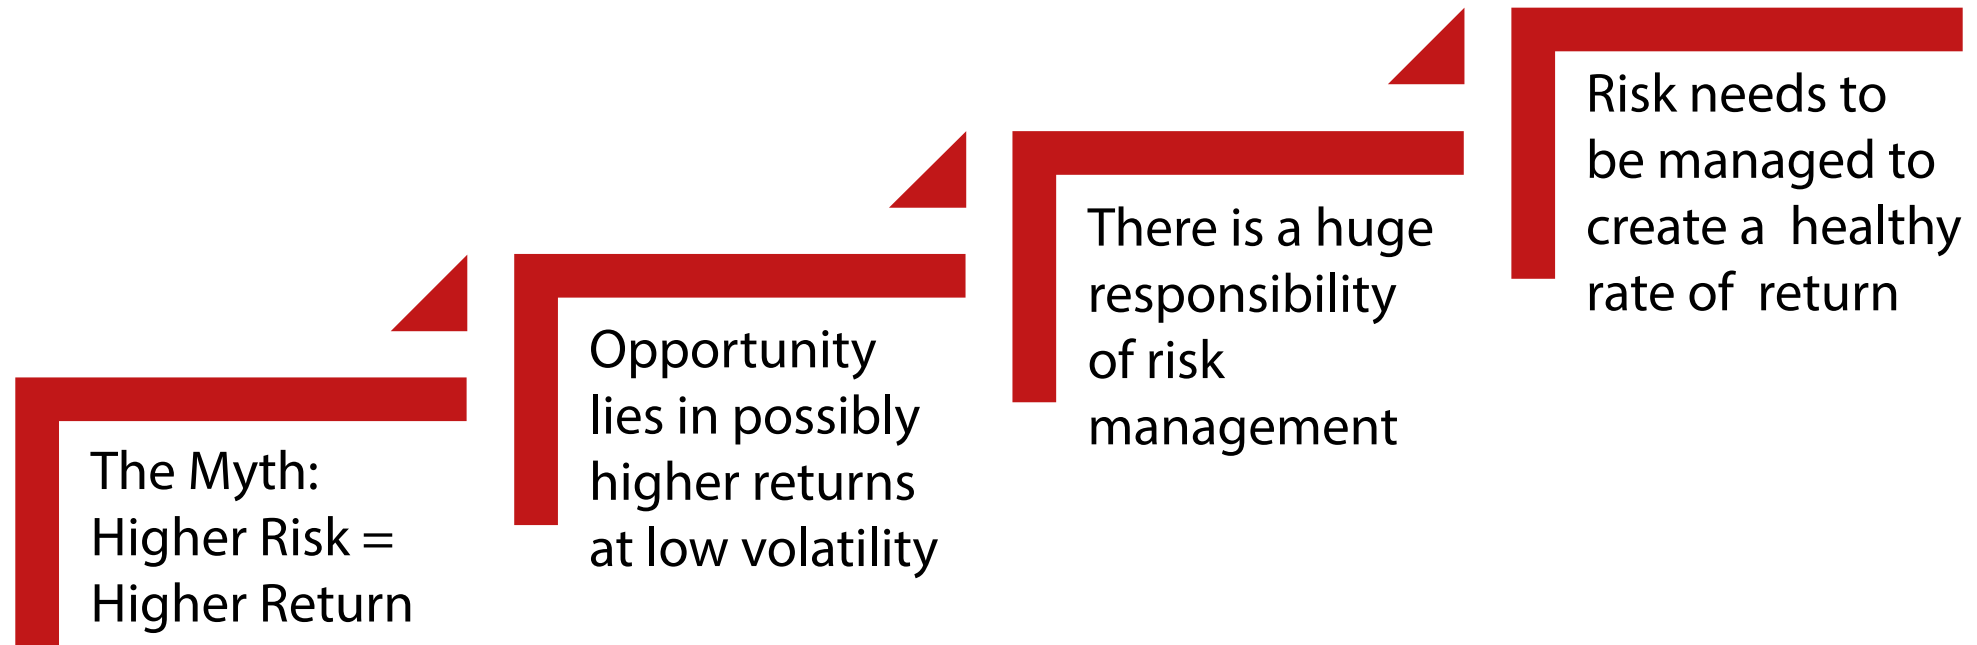 The Myth:
Higher Risk =
Higher Return
Opportunity
lies in possibly
higher returns
at low volatility
There is a huge
responsibility
of risk
management
Risk needs to
be managed to
create a  healthy
rate of  return